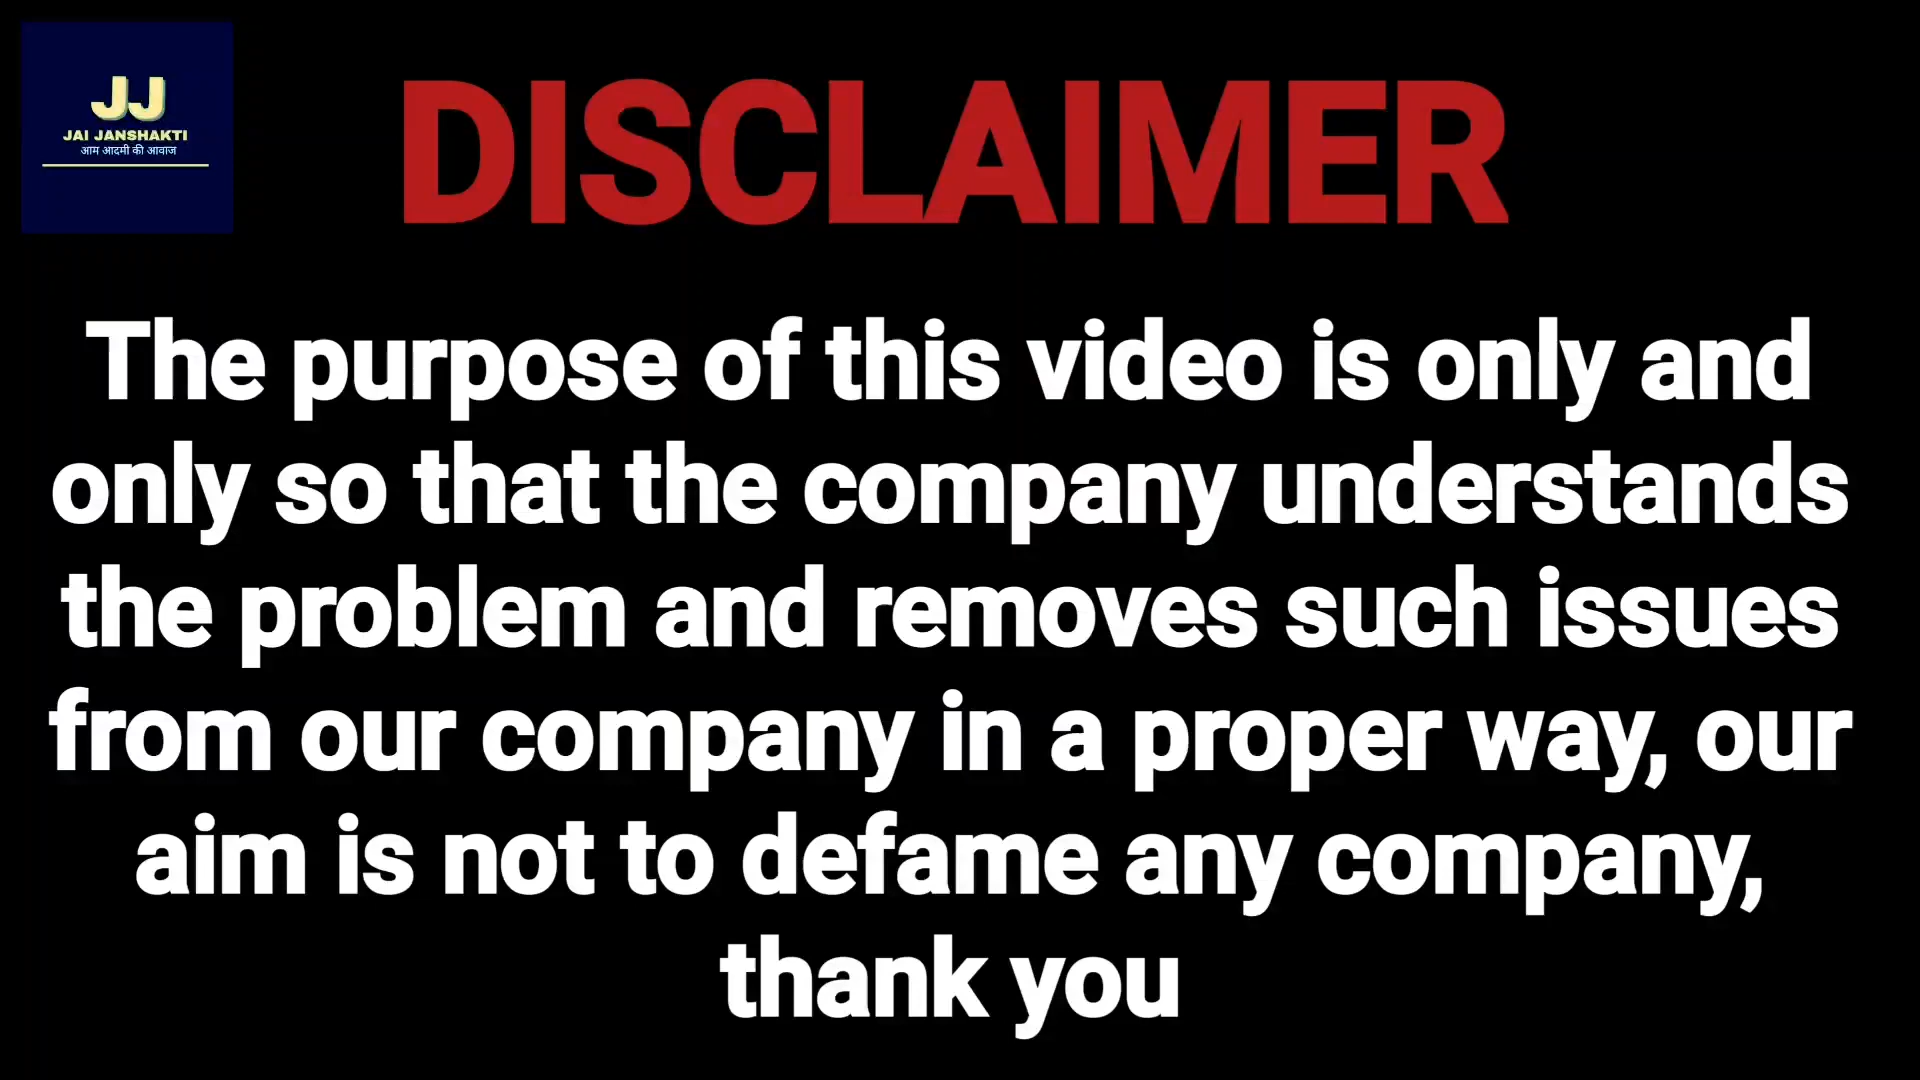 JJ
JAI JANSHAKTI
आम आदमी की आवाज
DISCLAIMER
The purpose of this video is only and
only so that the company understands
the problem and removes such issues
from our company in a proper way, our
aim is not to defame any company,
thank you